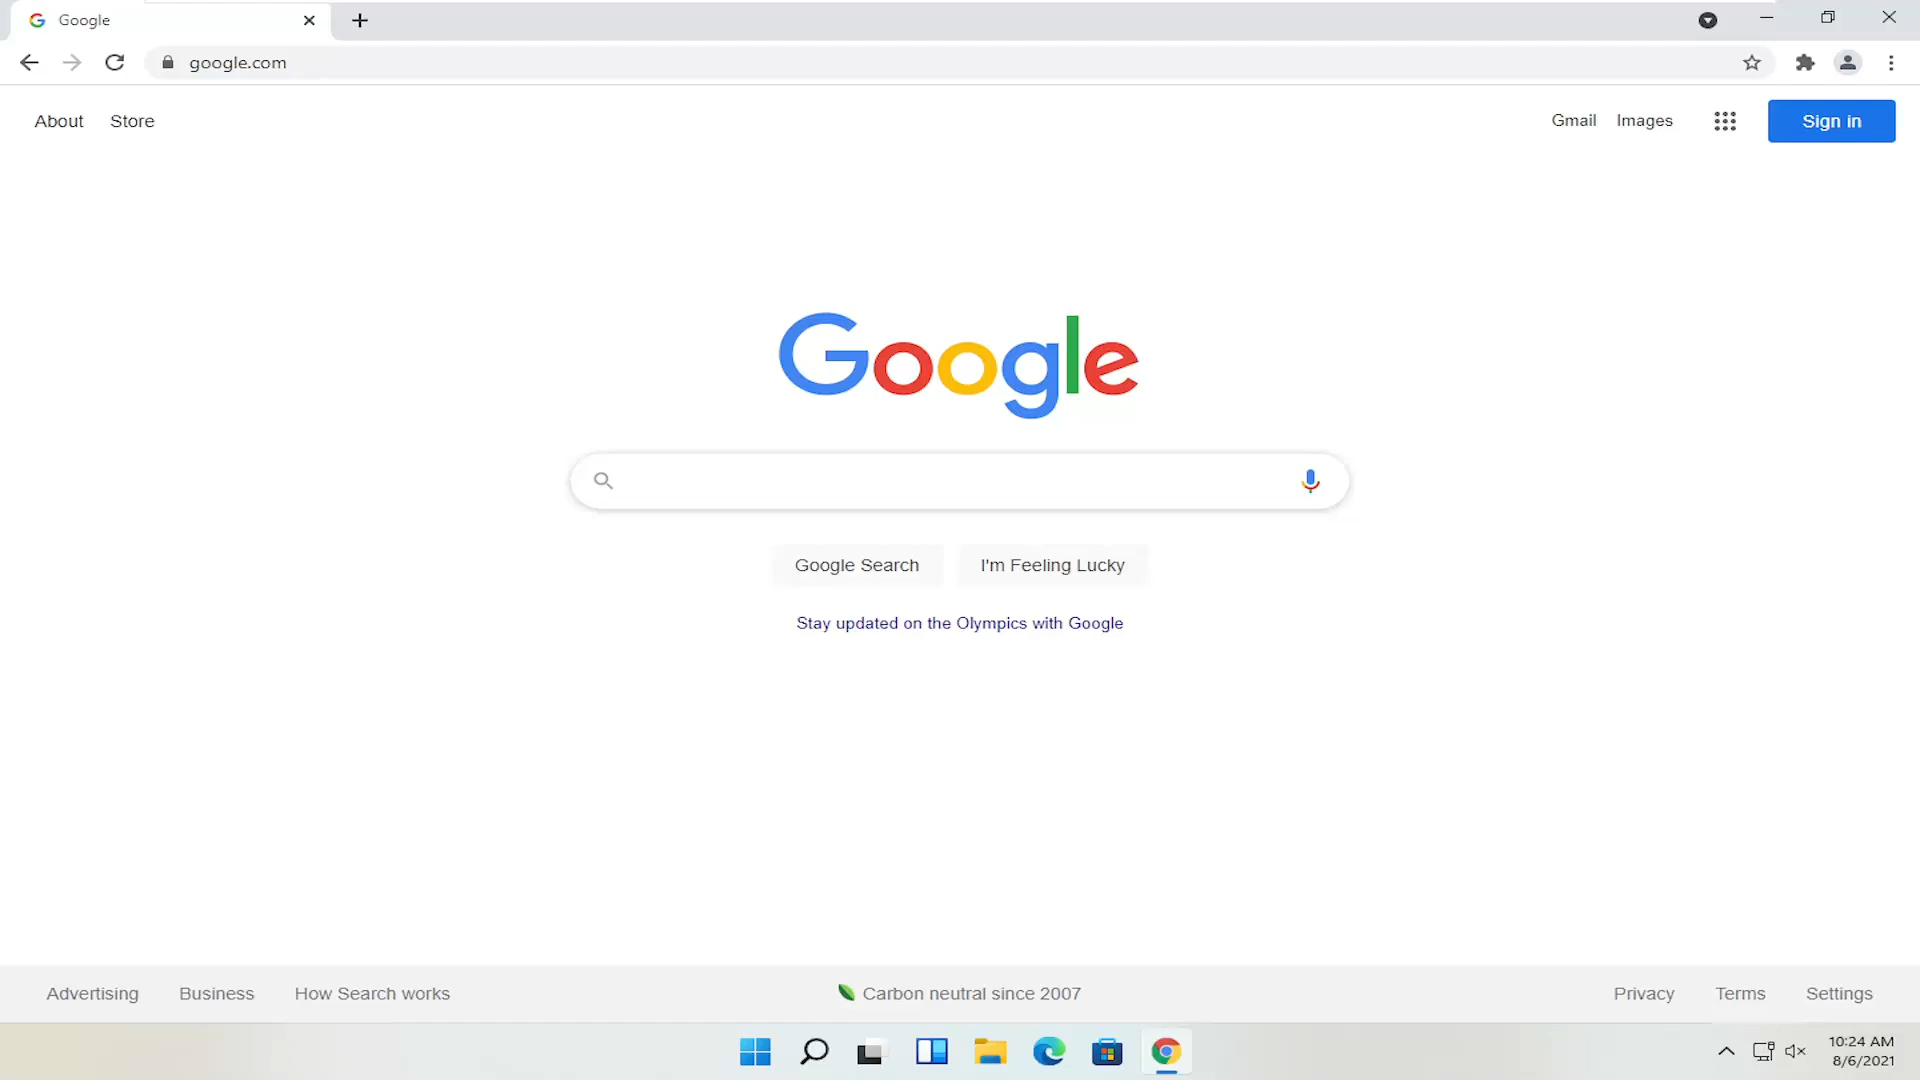 Google
google.com
About Store Gmail Images Sign in
Google
Google Search I'm Feeling Lucky
Stay updated on the Olympics with Google
Advertising Business How Search works Carbon neutral since 2007 Privacy Terms Settings
10:24 AM
8/6/2021